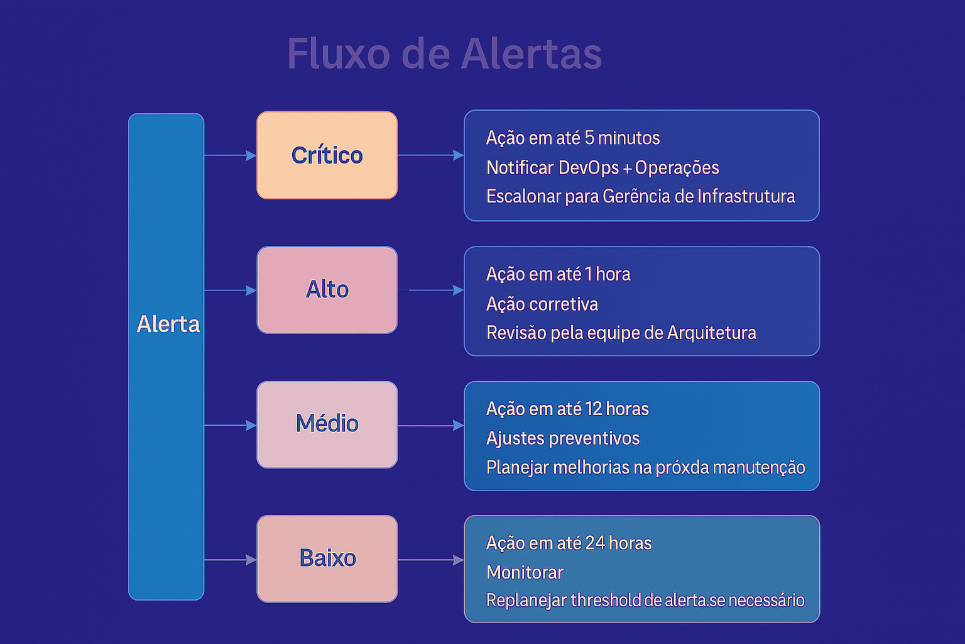 Fluxo de Alertas
Alerta
Crítico
Ação em até 5 minutos
Notificar DevOps + Operações
Escalonar para Gerência de Infrastrutura
Alto
Ação em até 1 hora
Ação corretiva
Revisão pela equipe de Arquitetura
Médio
Ação em até 12 horas
Ajustes preventivos
Planejar melhorias na próxda manutenção
Baixo
Ação em até 24 horas
Monitorar
Replanejar threshold de alerta.se necessário